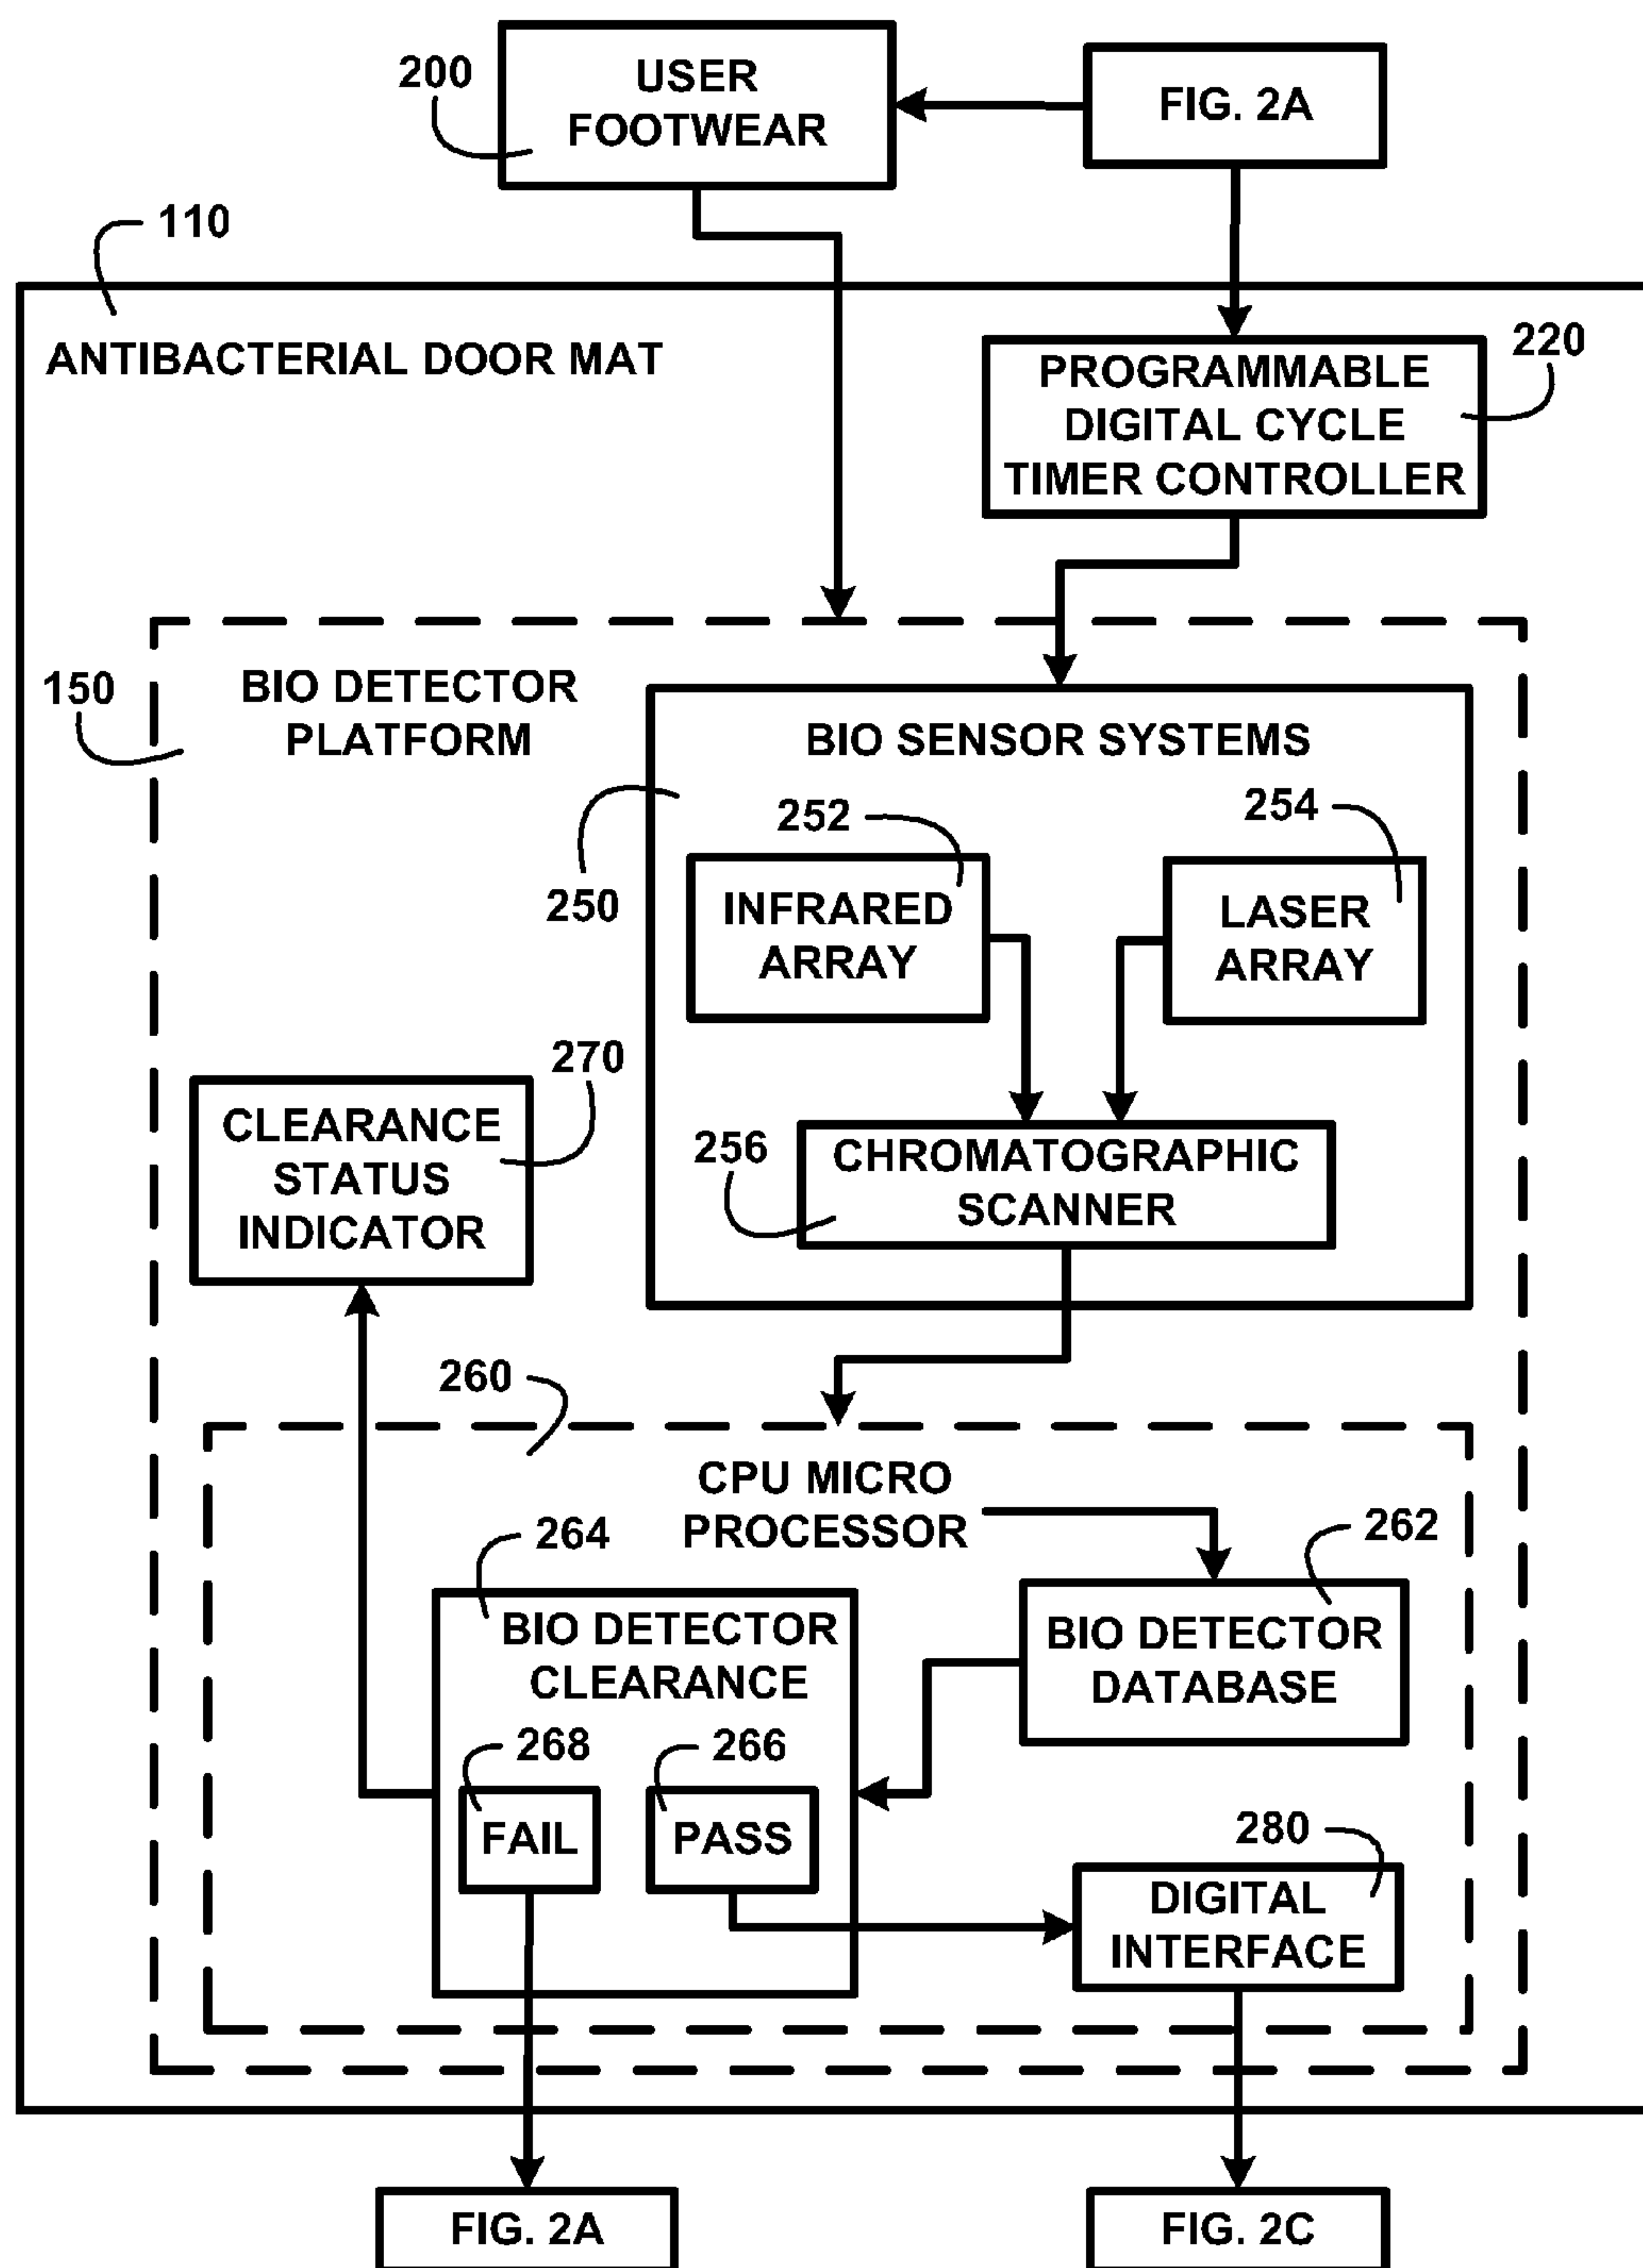 200
USER
FOOTWEAR
FIG. 2A
110
ANTIBACTERIAL DOOR MAT
PROGRAMMABLE
DIGITAL CYCLE
TIMER CONTROLLER
220
150
BIO DETECTOR
PLATFORM
BIO SENSOR SYSTEMS
250
252
254
INFRARED
ARRAY
LASER
ARRAY
270
CLEARANCE
STATUS
INDICATOR
256
CHROMATOGRAPHIC
SCANNER
260
CPU MICRO
PROCESSOR
264
262
BIO DETECTOR
CLEARANCE
BIO DETECTOR
DATABASE
268
266
FAIL
PASS
280
DIGITAL
INTERFACE
FIG. 2A
FIG. 2C